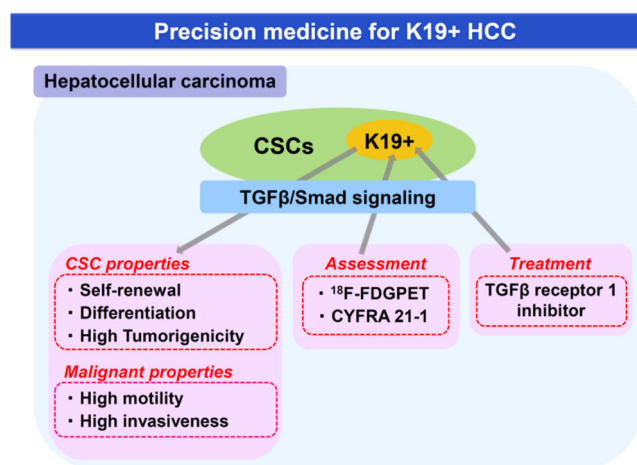 Precision medicine for K19+ HCC
Hepatocellular carcinoma
CSCs
K19+
TGFβ/Smad signaling
CSC properties
・Self-renewal
・Differentiation
・High Tumorigenicity
Malignant properties
・High motility
・High invasiveness
Assessment
・¹⁸F-FDGPET
・CYFRA 21-1
Treatment
TGFβ receptor 1
inhibitor